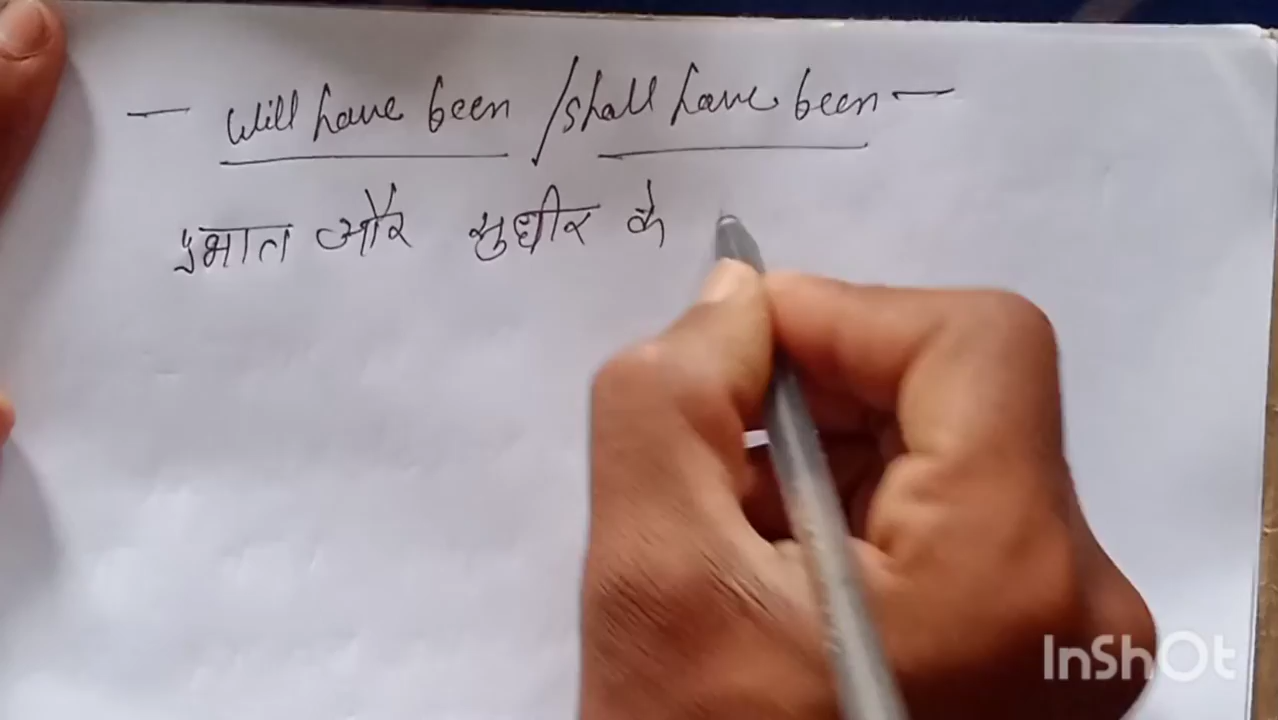 — Will have been / shall have been —
प्रभात और सुधीर के
InShOt